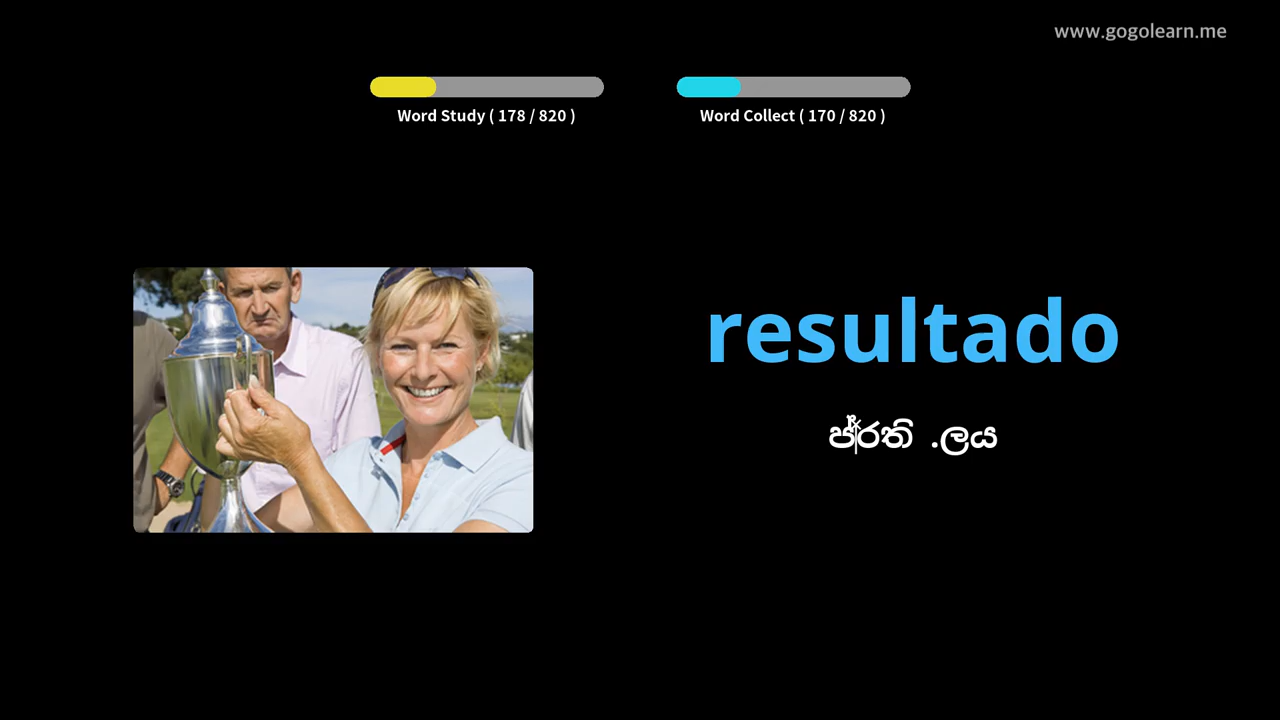 www.gogolearn.me
Word Study ( 178 / 820 )
Word Collect ( 170 / 820 )
resultado
ප්‍රති .ලය